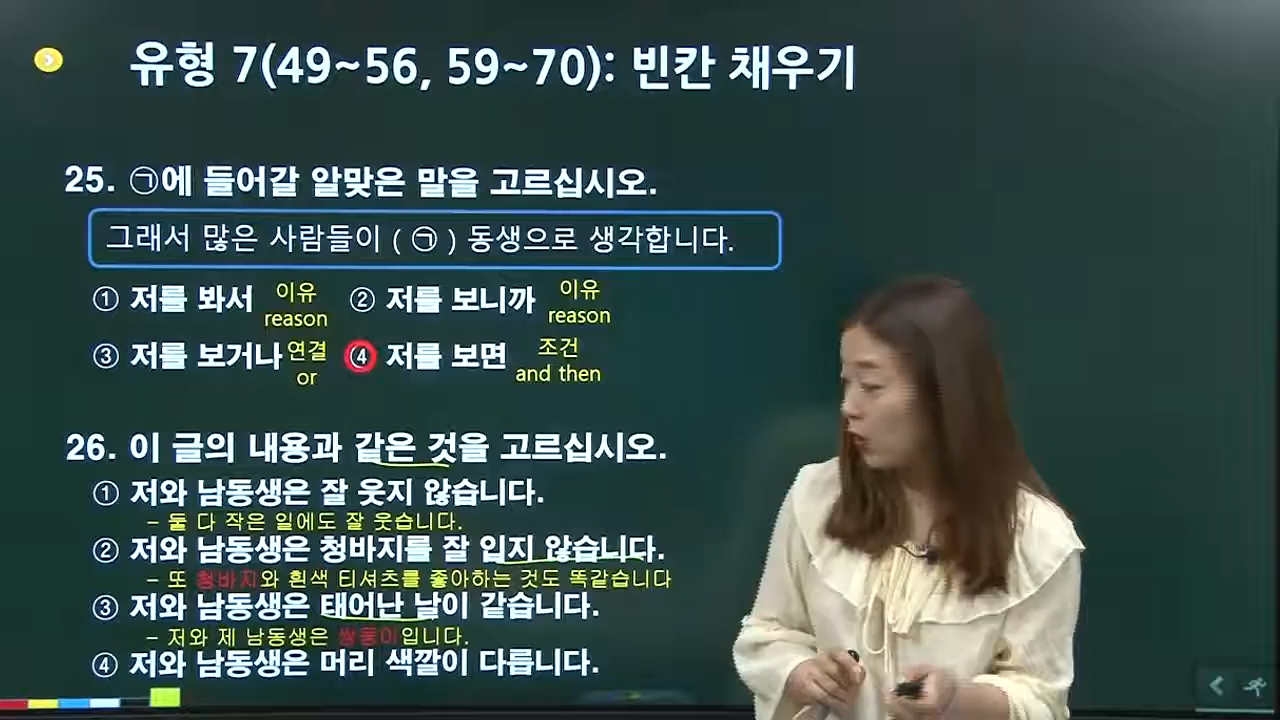 유형 7(49~56, 59~70): 빈칸 채우기
25. ㉠에 들어갈 알맞은 말을 고르십시오.
그래서 많은 사람들이 ( ㉠ ) 동생으로 생각합니다.
① 저를 봐서 이유 reason ② 저를 보니까 이유 reason
③ 저를 보거나 연결 or ④ 저를 보면 조건 and then
26. 이 글의 내용과 같은 것을 고르십시오.
① 저와 남동생은 잘 웃지 않습니다.
– 둘 다 작은 일에도 잘 웃습니다.
② 저와 남동생은 청바지를 잘 입지 않습니다.
– 또 청바지와 흰색 티셔츠를 좋아하는 것도 똑같습니다
③ 저와 남동생은 태어난 날이 같습니다.
– 저와 제 남동생은 쌍둥이입니다.
④ 저와 남동생은 머리 색깔이 다릅니다.